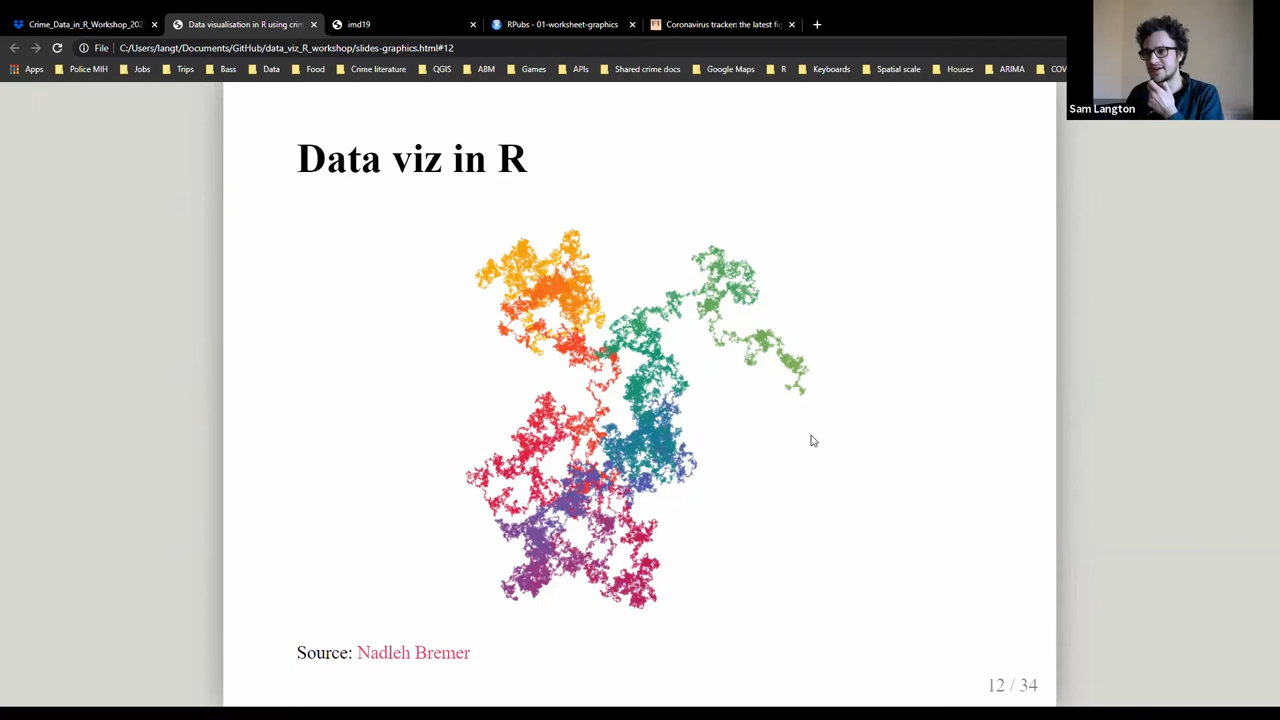 Crime_Data_in_R_Workshop_202
Data visualisation in R using crim
imd19
RPubs - 01-worksheet-graphics
Coronavirus tracker: the latest fig
File
C:/Users/langt/Documents/GitHub/data_viz_R_workshop/slides-graphics.html#12
Apps
Police MIH
Jobs
Trips
Bass
Data
Food
Crime literature
QGIS
ABM
Games
APIs
Shared crime docs
Google Maps
R
Keyboards
Spatial scale
Houses
ARIMA
COV
Sam Langton
Data viz in R
Source: Nadleh Bremer
12 / 34